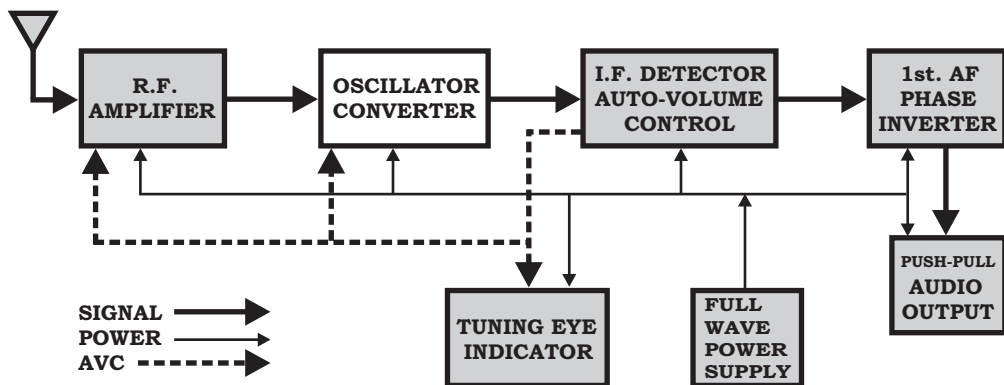 R.F.
AMPLIFIER
OSCILLATOR
CONVERTER
I.F. DETECTOR
AUTO-VOLUME
CONTROL
1st. AF
PHASE
INVERTER
PUSH-PULL
AUDIO
OUTPUT
SIGNAL
POWER
AVC
TUNING EYE
INDICATOR
FULL
WAVE
POWER
SUPPLY